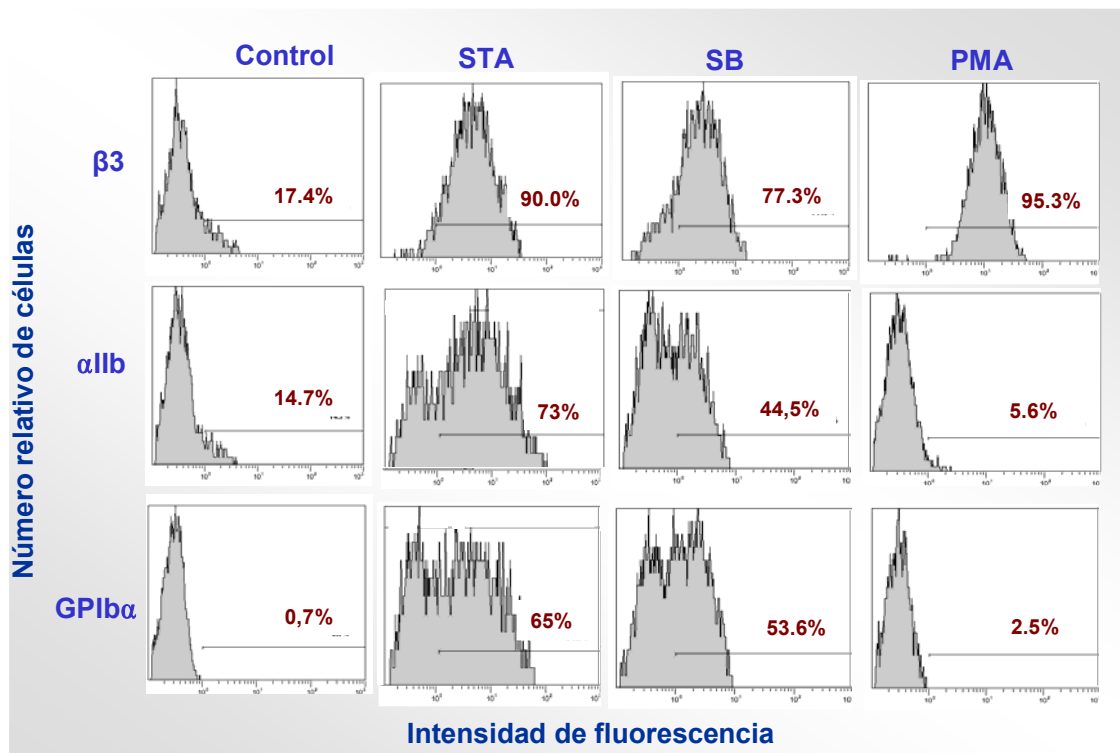 Control STA SB PMA
β3
17.4% 90.0% 77.3% 95.3%
αIIb
14.7% 73% 44,5% 5.6%
GPIbα
0,7% 65% 53.6% 2.5%
Número relativo de células
Intensidad de fluorescencia